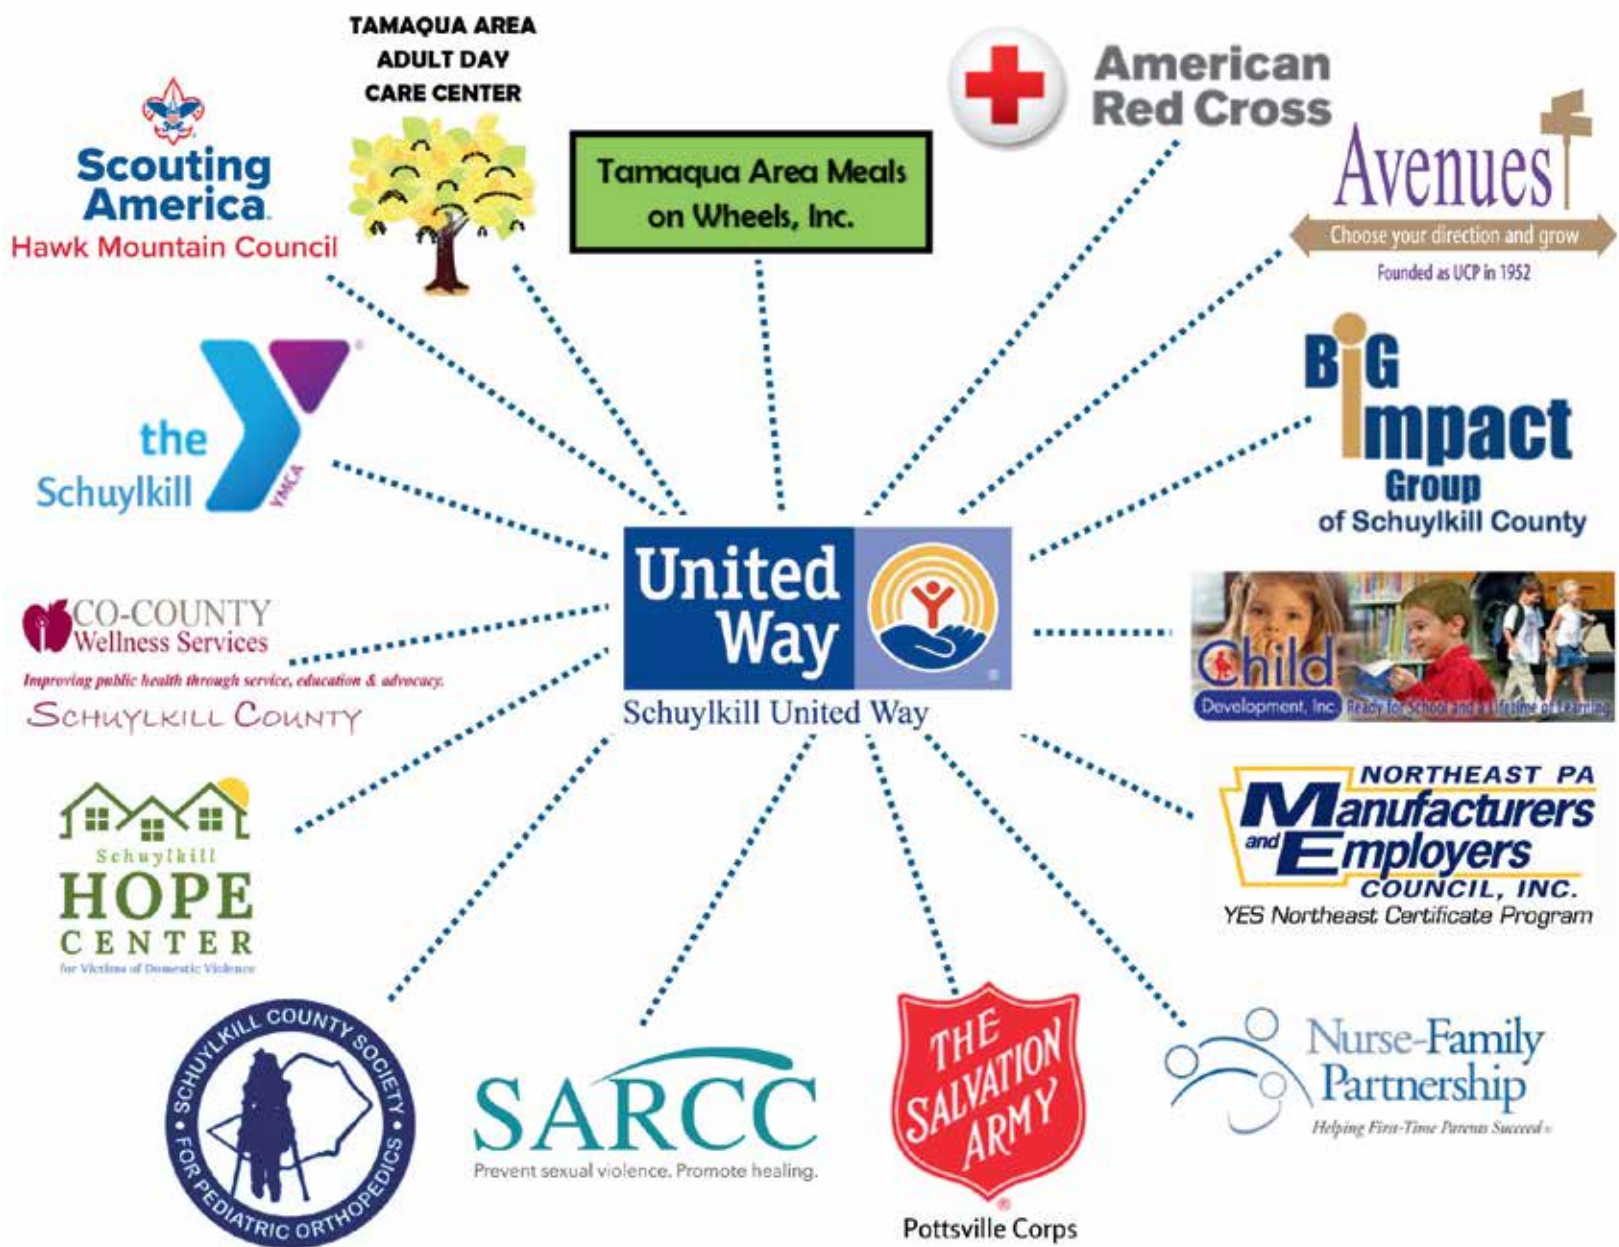 TAMAQUA AREA
ADULT DAY
CARE CENTER
American
Red Cross
Scouting
America
Hawk Mountain Council
Tamaqua Area Meals
on Wheels, Inc.
Avenues
Choose your direction and grow
Founded as UCP in 1952
the
Schuylkill
YMCA
BiG
impact
Group
of Schuylkill County
United
Way
Schuylkill United Way
CO-COUNTY
Wellness Services
Improving public health through service, education & advocacy.
SCHUYLKILL COUNTY
Child
Development, Inc. Ready for School and a Lifetime of Learning
NORTHEAST PA
Manufacturers
and Employers
COUNCIL, INC.
YES Northeast Certificate Program
Schuylkill
HOPE
CENTER
for Victims of Domestic Violence
SCHUYLKILL COUNTY SOCIETY
• FOR PEDIATRIC ORTHOPEDICS •
SARCC
Prevent sexual violence. Promote healing.
THE
SALVATION
ARMY
Pottsville Corps
Nurse-Family
Partnership
Helping First-Time Parents Succeed